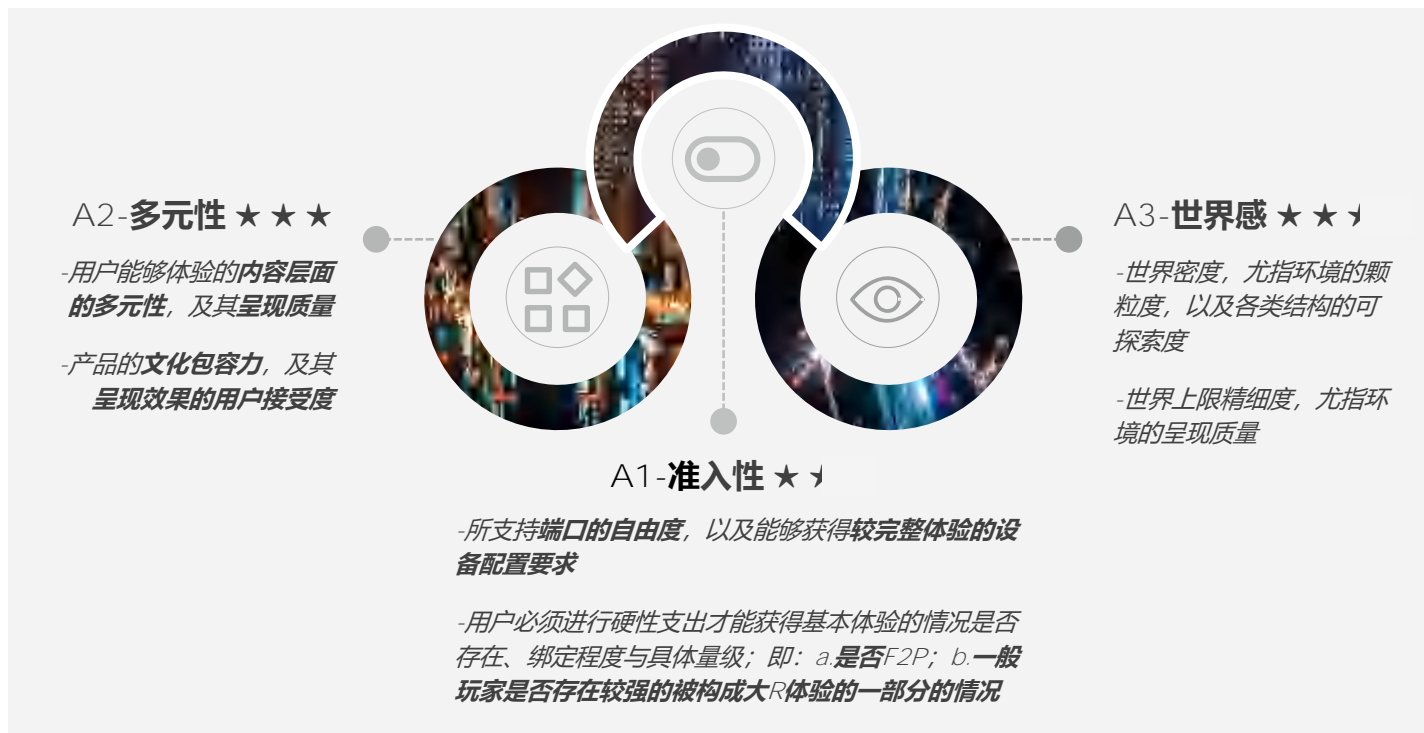 A2-多元性 ★ ★ ★
-用户能够体验的内容层面
的多元性，及其呈现质量
-产品的文化包容力，及其
呈现效果的用户接受度
A3-世界感 ★ ★ ★
-世界密度，尤指环境的颗
粒度，以及各类结构的可
探索度
-世界上限精细度，尤指环
境的呈现质量
A1-准入性 ★ ★
-所支持端口的自由度，以及能够获得较完整体验的设
备配置要求
-用户必须进行硬性支出才能获得基本体验的情况是否
存在、绑定程度与具体量级；即：a.是否F2P；b.一般
玩家是否存在较强的被构成大R体验的一部分的情况